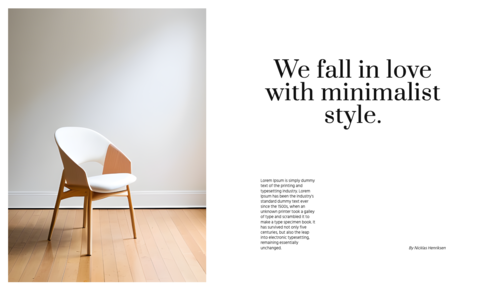 We fall in love
with minimalist
style.
Lorem Ipsum is simply dummy
text of the printing and
typesetting industry. Lorem
Ipsum has been the industry's
standard dummy text ever
since the 1500s, when an
unknown printer took a galley
of type and scrambled it to
make a type specimen book. It
has survived not only five
centuries, but also the leap
into electronic typesetting,
remaining essentially
unchanged.
By Nicklas Henriksen